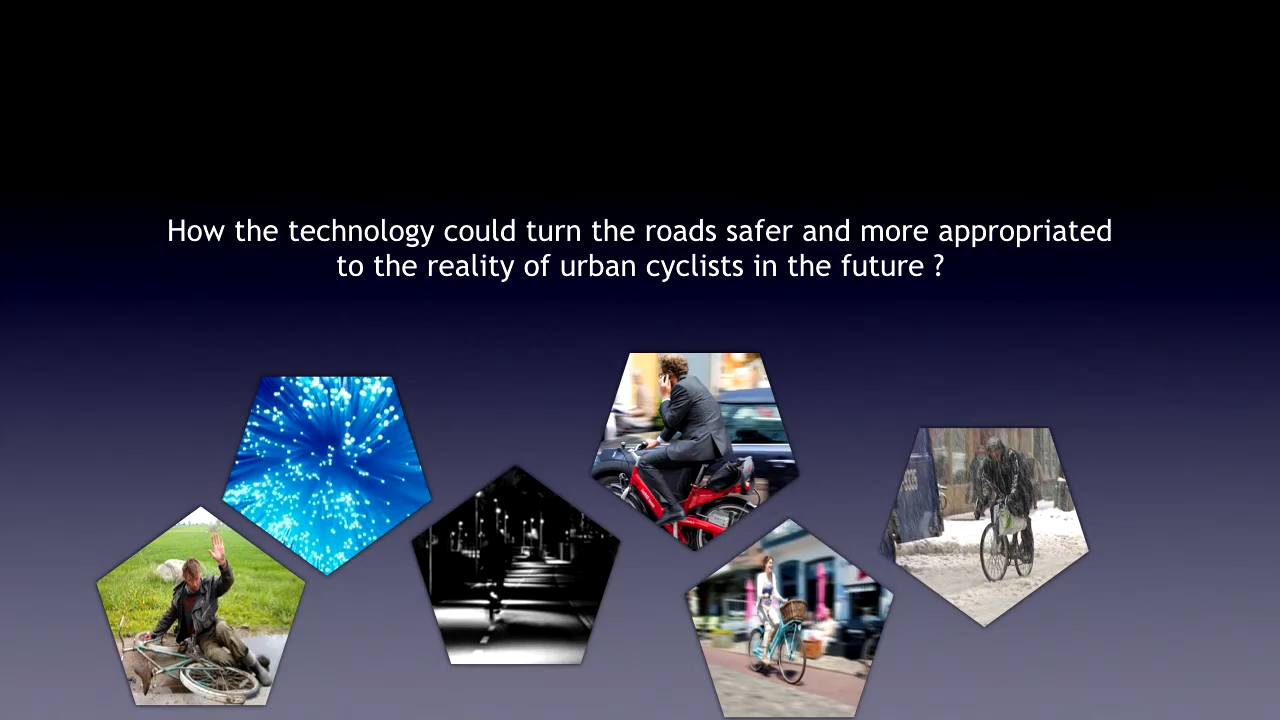 How the technology could turn the roads safer and more appropriated
to the reality of urban cyclists in the future ?